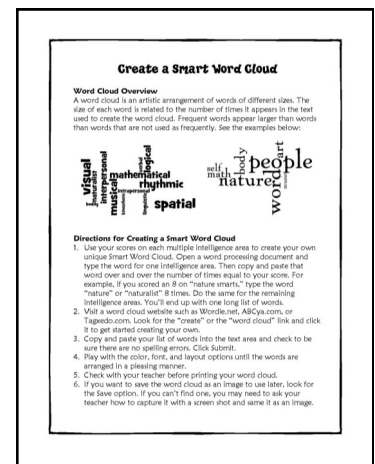 Create a Smart Word Cloud
Word Cloud Overview
A word cloud is an artistic arrangement of words of different sizes. The
size of each word is related to the number of times it appears in the text
used to create the word cloud. Frequent words appear larger than words
than words that are not used as frequently. See the examples below:
visual
naturalist
interpersonal
musical
mathematical
logical
rhythmic
intrapersonal
spatial
self
math
body
nature
people
word
art
Directions for Creating a Smart Word Cloud
1. Use your scores on each multiple intelligence area to create your own
unique Smart Word Cloud. Open a word processing document and
type the word for one intelligence area. Then copy and paste that
word over and over the number of times equal to your score. For
example, if you scored an 8 on "nature smarts," type the word
"nature" or "naturalist" 8 times. Do the same for the remaining
intelligence areas. You'll end up with one long list of words.
2. Visit a word cloud website such as Wordle.net, ABCya.com, or
Tagxedo.com. Look for the "create" or the "word cloud" link and click
it to get started creating your own.
3. Copy and paste your list of words into the text area and check to be
sure there are no spelling errors. Click Submit.
4. Play with the color, font, and layout options until the words are
arranged in a pleasing manner.
5. Check with your teacher before printing your word cloud.
6. If you want to save the word cloud as an image to use later, look for
the Save option. If you can't find one, you may need to ask your
teacher how to capture it with a screen shot and same it as an image.